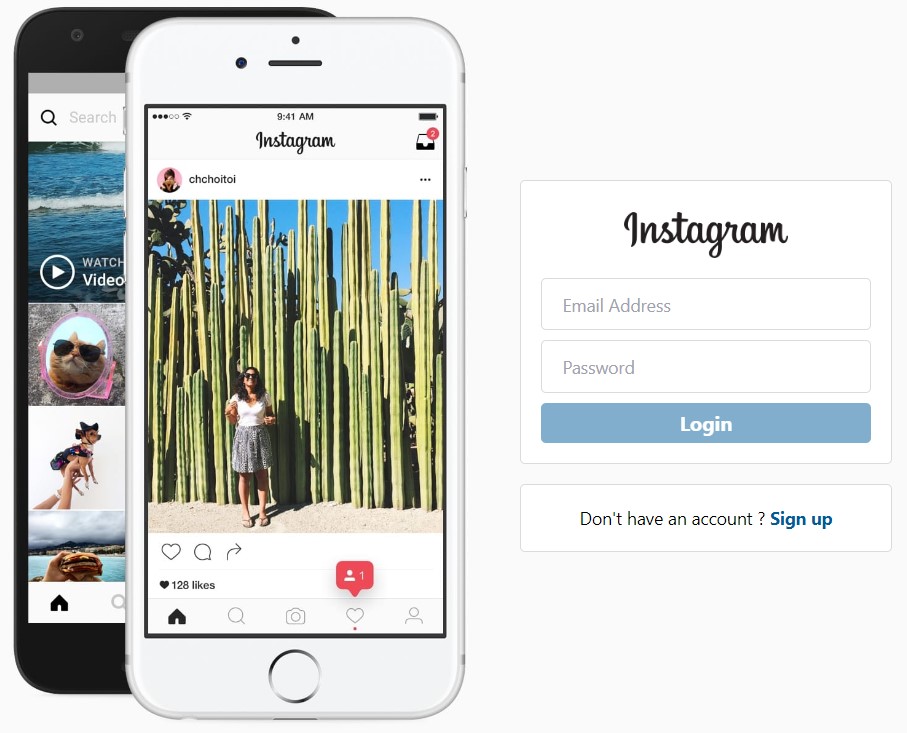 Search
WATCH
Video
9:41 AM
Instagram
2
chchoitoi
128 likes
1
Instagram
Email Address
Password
Login
Don't have an account ? Sign up